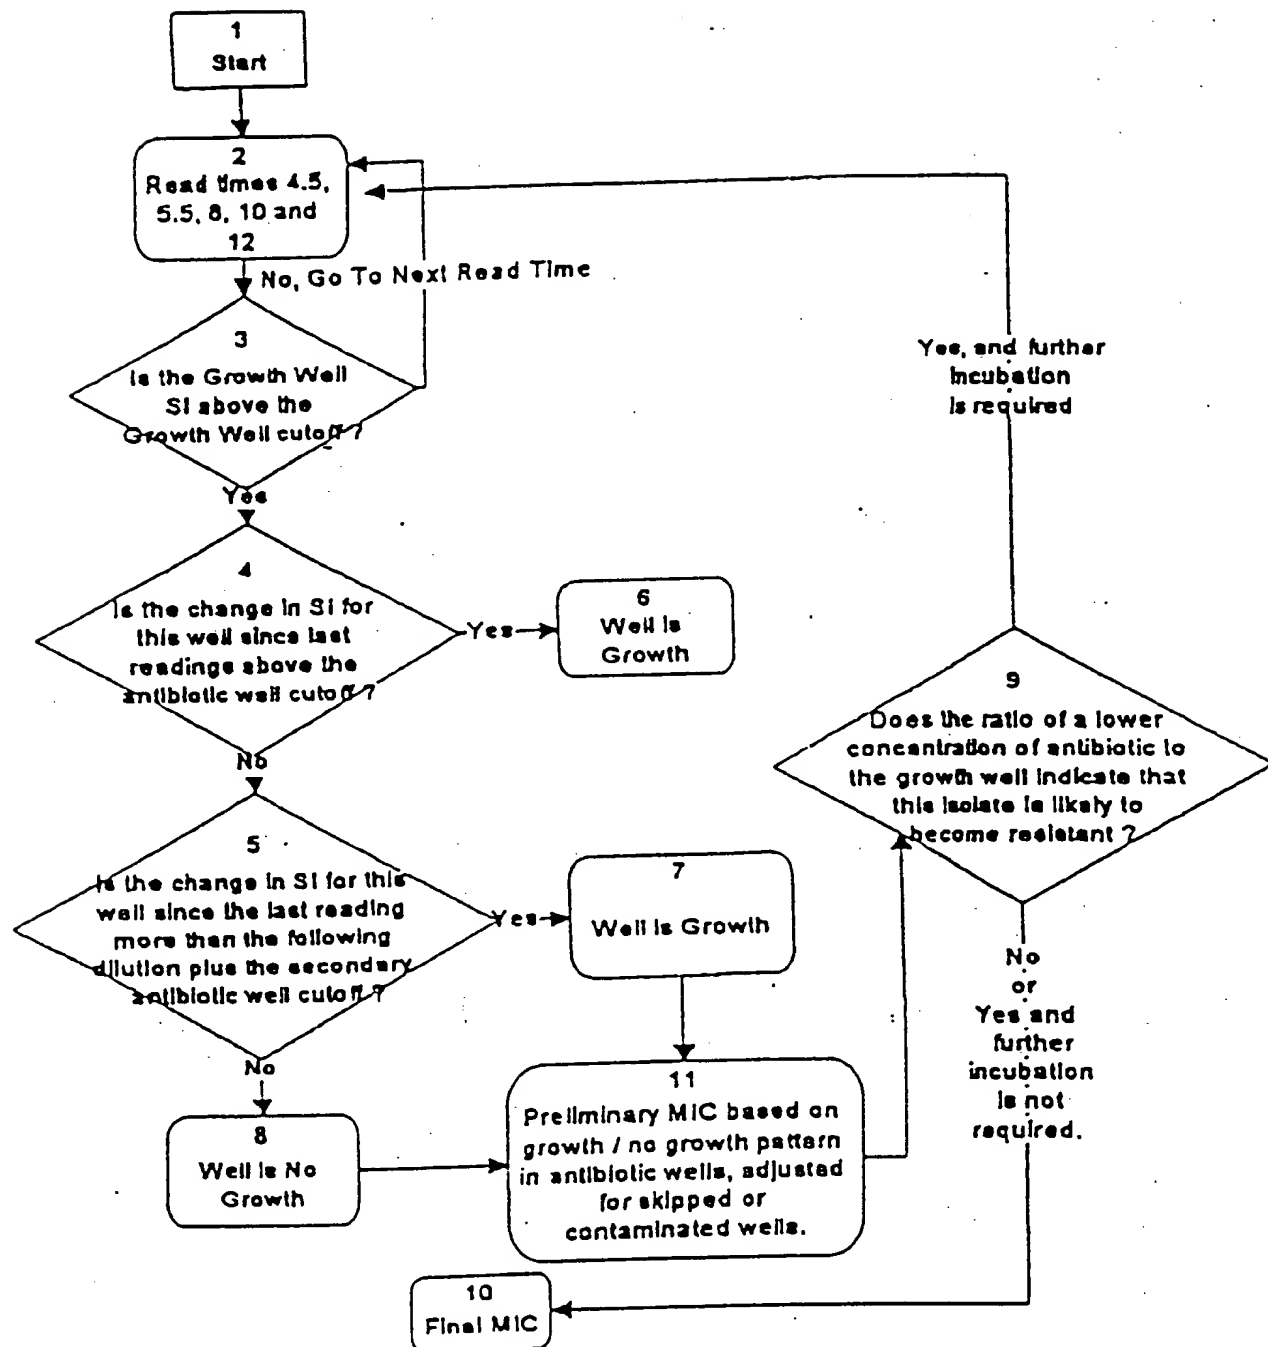 1
Start
2
Read times 4.5,
5.5, 8, 10 and
12
No, Go To Next Read Time
3
Is the Growth Well
SI above the
Growth Well cutoff ?
Yes
4
Is the change in SI for
this well since last
readings above the
antibiotic well cutoff ?
Yes
6
Well is
Growth
No
5
Is the change in SI for this
well since the last reading
more than the following
dilution plus the secondary
antibiotic well cutoff ?
Yes
7
Well is Growth
No
8
Well is No
Growth
11
Preliminary MIC based on
growth / no growth pattern
in antibiotic wells, adjusted
for skipped or
contaminated wells.
9
Does the ratio of a lower
concentration of antibiotic to
the growth well indicate that
this isolate is likely to
become resistant ?
Yes, and further
incubation
is required
No
or
Yes and
further
incubation
is not
required.
10
Final MIC